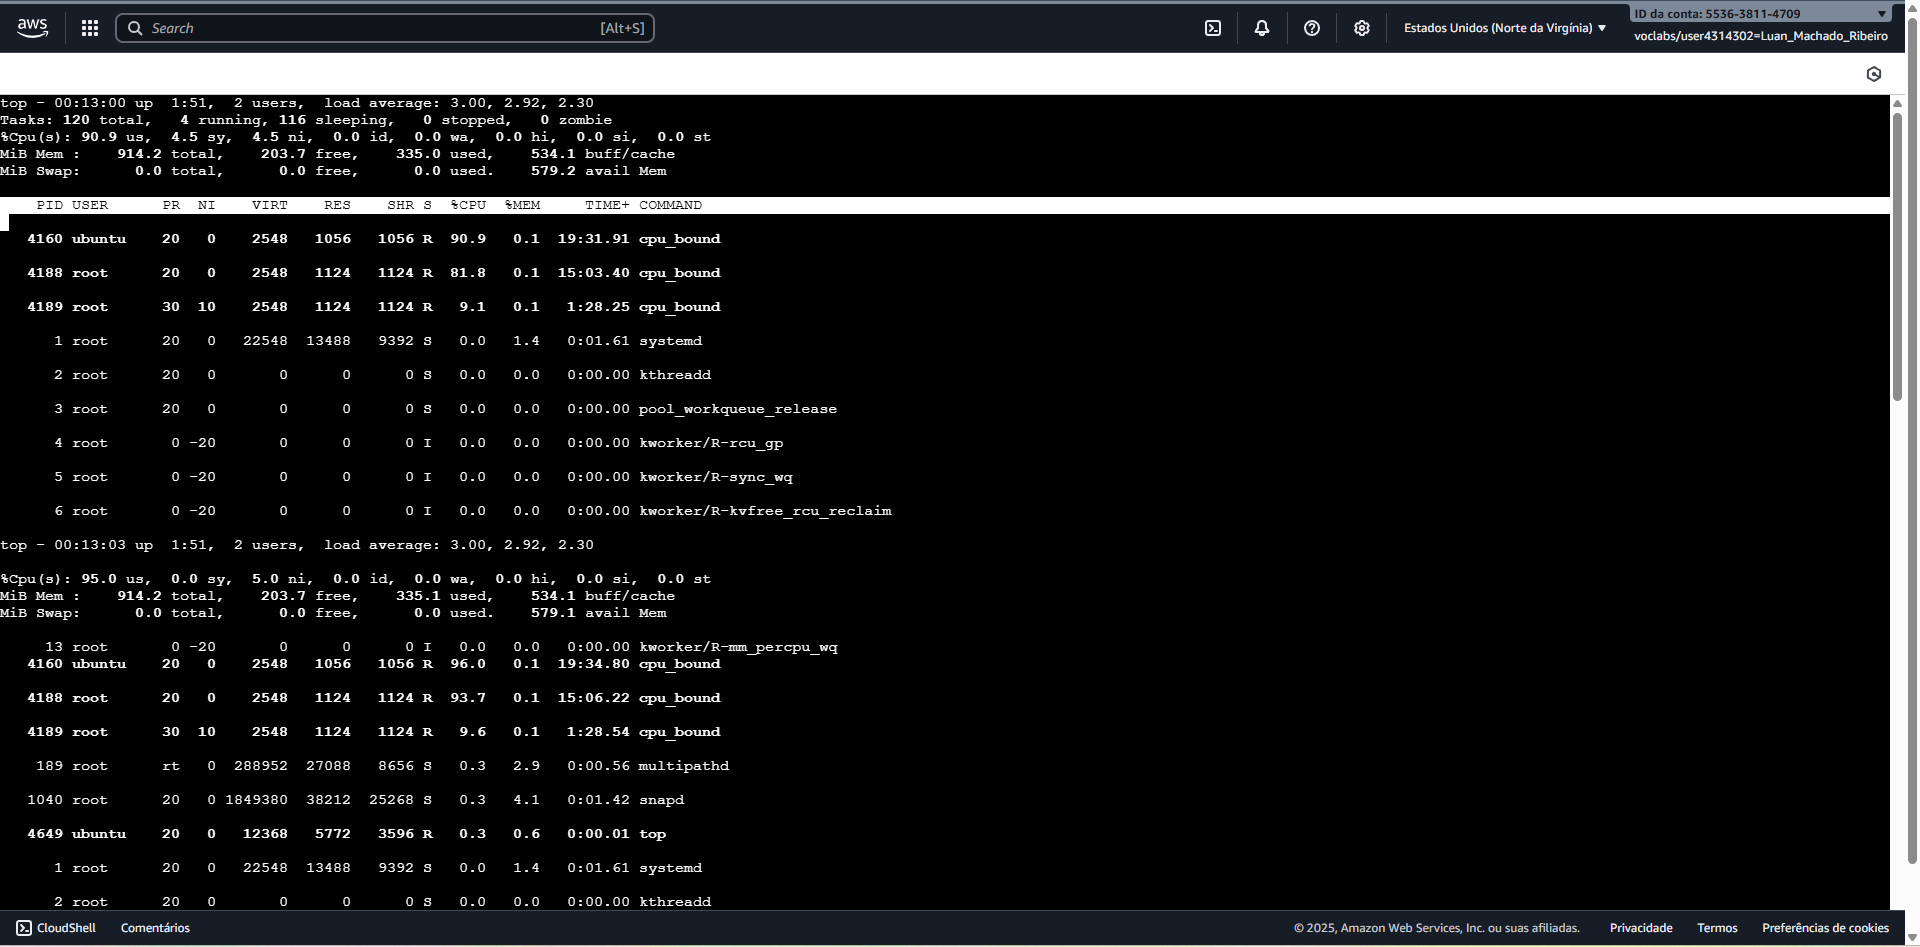 aws
Search [Alt+S]
Estados Unidos (Norte da Virgínia)
ID da conta: 5536-3811-4709
voclabs/user4314302=Luan_Machado_Ribeiro
top - 00:13:00 up  1:51,  2 users,  load average: 3.00, 2.92, 2.30
Tasks: 120 total,   4 running, 116 sleeping,   0 stopped,   0 zombie
%Cpu(s): 90.9 us,  4.5 sy,  4.5 ni,  0.0 id,  0.0 wa,  0.0 hi,  0.0 si,  0.0 st
MiB Mem :    914.2 total,    203.7 free,    335.0 used,    534.1 buff/cache
MiB Swap:      0.0 total,      0.0 free,      0.0 used.    579.2 avail Mem
PID USER      PR  NI    VIRT    RES    SHR S  %CPU  %MEM     TIME+ COMMAND
4160 ubuntu    20   0    2548   1056   1056 R  90.9   0.1  19:31.91 cpu_bound
4188 root      20   0    2548   1124   1124 R  81.8   0.1  15:03.40 cpu_bound
4189 root      30  10    2548   1124   1124 R   9.1   0.1   1:28.25 cpu_bound
1 root      20   0   22548  13488   9392 S   0.0   1.4   0:01.61 systemd
2 root      20   0       0      0      0 S   0.0   0.0   0:00.00 kthreadd
3 root      20   0       0      0      0 S   0.0   0.0   0:00.00 pool_workqueue_release
4 root       0 -20       0      0      0 I   0.0   0.0   0:00.00 kworker/R-rcu_gp
5 root       0 -20       0      0      0 I   0.0   0.0   0:00.00 kworker/R-sync_wq
6 root       0 -20       0      0      0 I   0.0   0.0   0:00.00 kworker/R-kvfree_rcu_reclaim
top - 00:13:03 up  1:51,  2 users,  load average: 3.00, 2.92, 2.30
%Cpu(s): 95.0 us,  0.0 sy,  5.0 ni,  0.0 id,  0.0 wa,  0.0 hi,  0.0 si,  0.0 st
MiB Mem :    914.2 total,    203.7 free,    335.1 used,    534.1 buff/cache
MiB Swap:      0.0 total,      0.0 free,      0.0 used.    579.1 avail Mem
13 root       0 -20       0      0      0 I   0.0   0.0   0:00.00 kworker/R-mm_percpu_wq
4160 ubuntu    20   0    2548   1056   1056 R  96.0   0.1  19:34.80 cpu_bound
4188 root      20   0    2548   1124   1124 R  93.7   0.1  15:06.22 cpu_bound
4189 root      30  10    2548   1124   1124 R   9.6   0.1   1:28.54 cpu_bound
189 root      rt   0  288952  27088   8656 S   0.3   2.9   0:00.56 multipathd
1040 root      20   0 1849380  38212  25268 S   0.3   4.1   0:01.42 snapd
4649 ubuntu    20   0   12368   5772   3596 R   0.3   0.6   0:00.01 top
1 root      20   0   22548  13488   9392 S   0.0   1.4   0:01.61 systemd
2 root      20   0       0      0      0 S   0.0   0.0   0:00.00 kthreadd
CloudShell Comentários © 2025, Amazon Web Services, Inc. ou suas afiliadas. Privacidade Termos Preferências de cookies